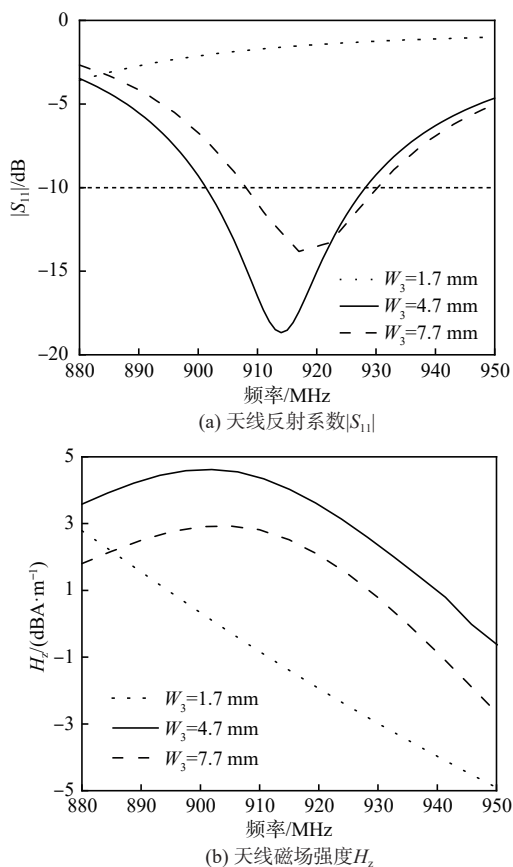 0
−5
−10
−15
−20
|S₁₁|/dB
W₃=1.7 mm
W₃=4.7 mm
W₃=7.7 mm
880 890 900 910 920 930 940 950
频率/MHz
(a) 天线反射系数|S₁₁|
5
3
1
−1
−3
−5
H_z/(dBA·m⁻¹)
W₃=1.7 mm
W₃=4.7 mm
W₃=7.7 mm
880 890 900 910 920 930 940 950
频率/MHz
(b) 天线磁场强度H_z